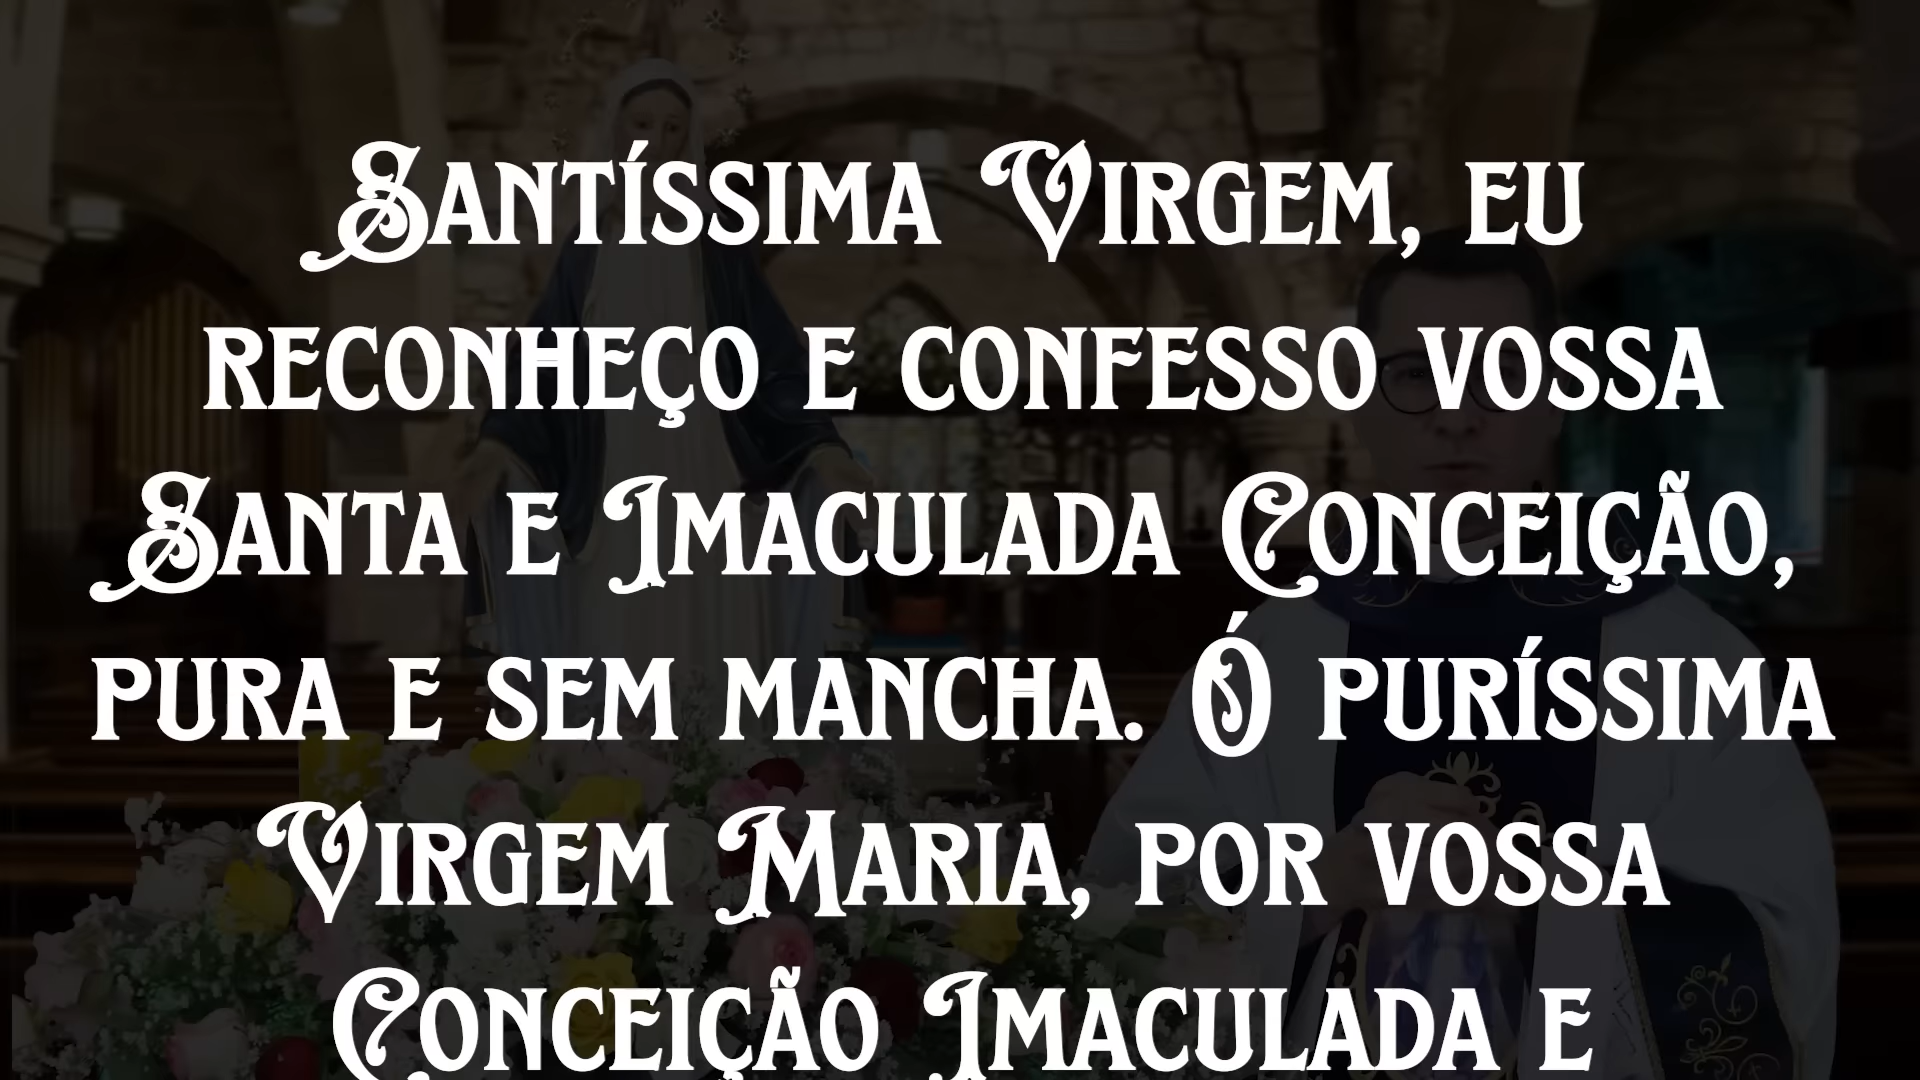 Santíssima Virgem, eu
reconheço e confesso vossa
Santa e Imaculada Conceição,
pura e sem mancha. Ó puríssima
Virgem Maria, por vossa
Conceição Imaculada e